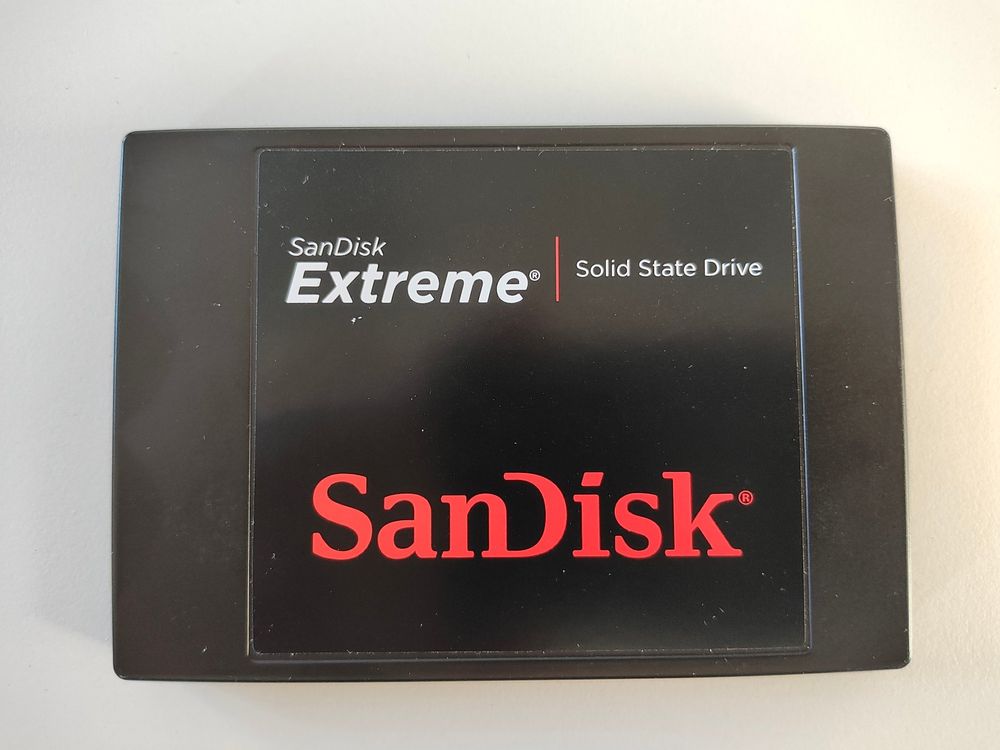 SanDisk
Extreme® | Solid State Drive
SanDisk®